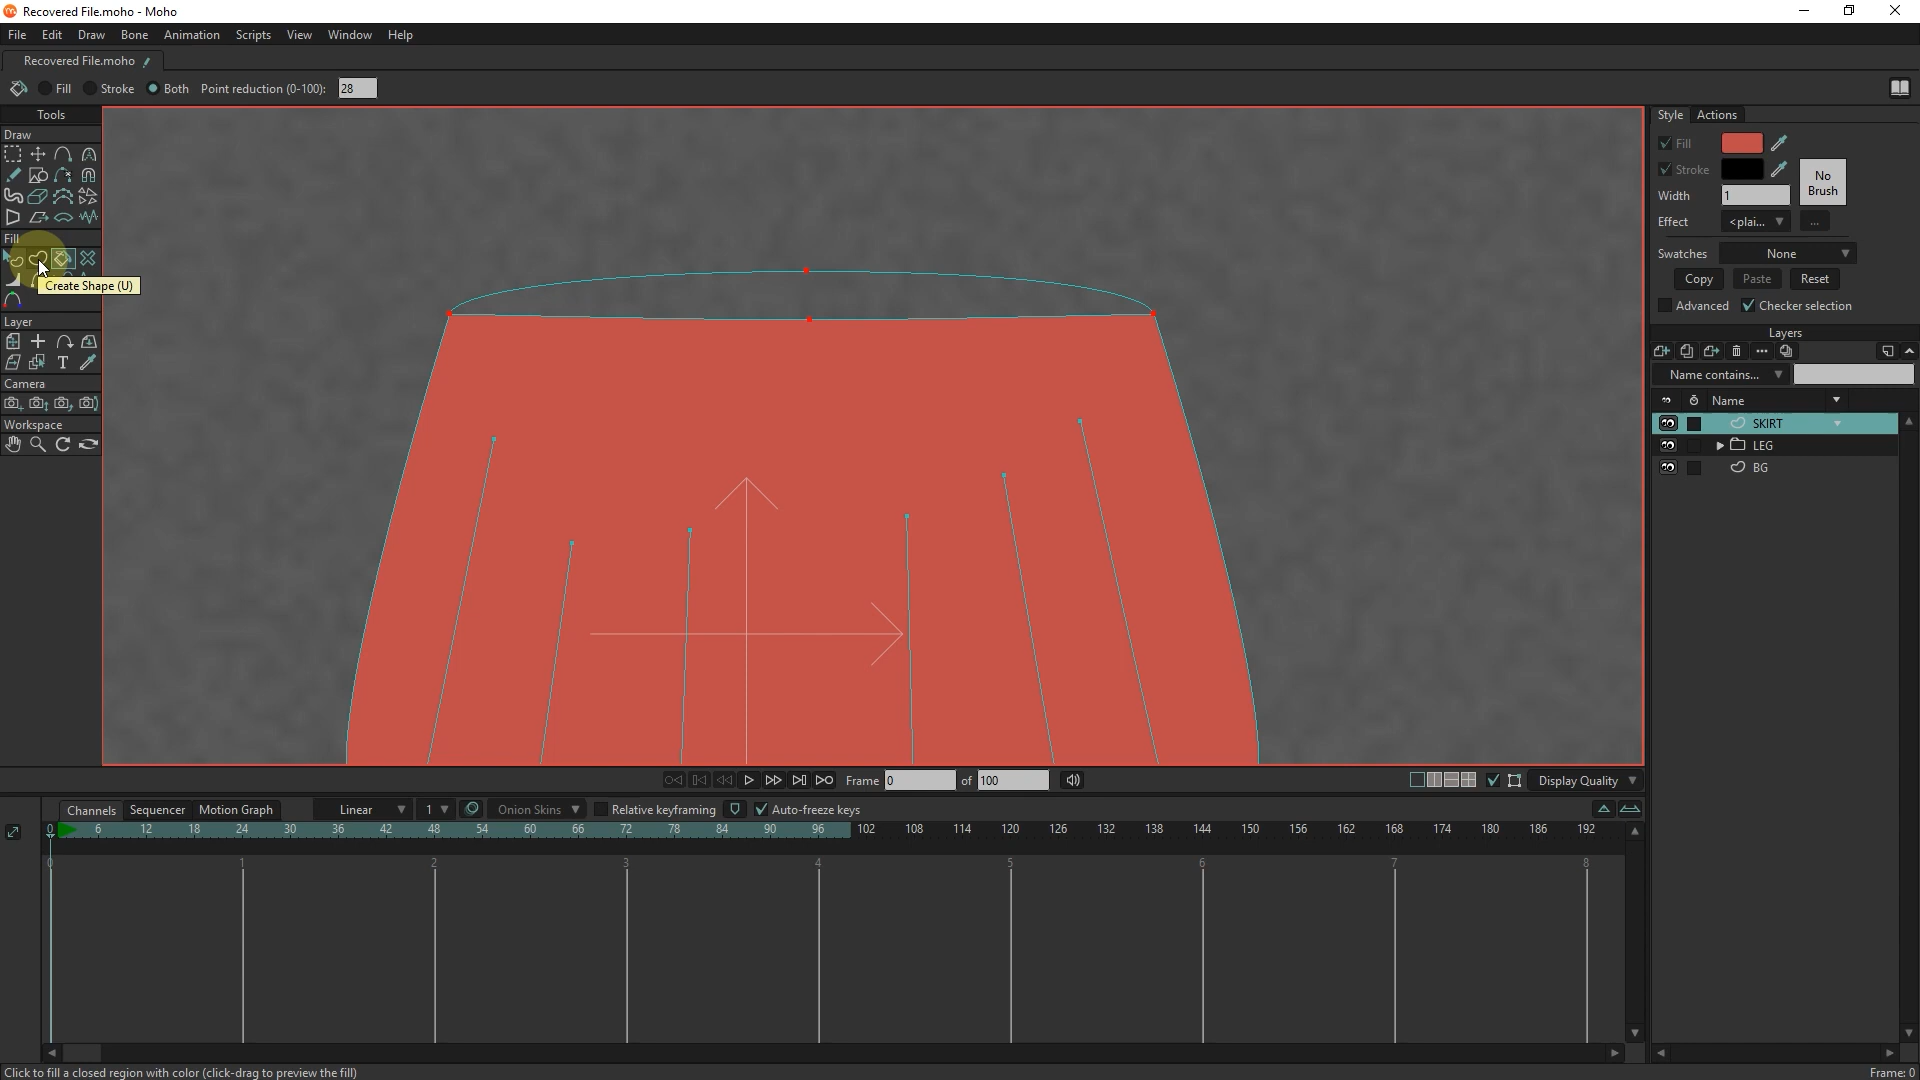 Recovered File.moho - Moho
File Edit Draw Bone Animation Scripts View Window Help
Recovered File.moho
Fill Stroke Both Point reduction (0-100): 28
Tools
Draw
Fill
Create Shape (U)
Layer
T
Camera
Workspace
Style Actions
Fill
Stroke
No Brush
Width 1
Effect <plai... ...
Swatches None
Copy Paste Reset
Advanced Checker selection
Layers
Name contains...
Name
SKIRT
LEG
BG
Frame 0 of 100 Display Quality
Channels Sequencer Motion Graph Linear 1 Onion Skins Relative keyframing Auto-freeze keys
0 6 12 18 24 30 36 42 48 54 60 66 72 78 84 90 96 102 108 114 120 126 132 138 144 150 156 162 168 174 180 186 192
0 1 2 3 4 5 6 7 8
Click to fill a closed region with color (click-drag to preview the fill) Frame: 0